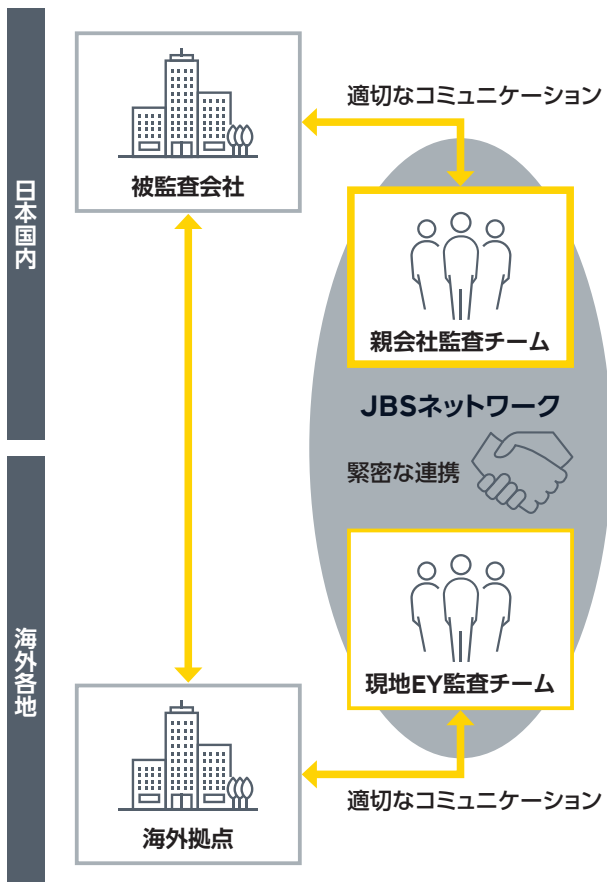 日本国内
被監査会社
適切なコミュニケーション
親会社監査チーム
JBSネットワーク
緊密な連携
海外各地
現地EY監査チーム
海外拠点
適切なコミュニケーション